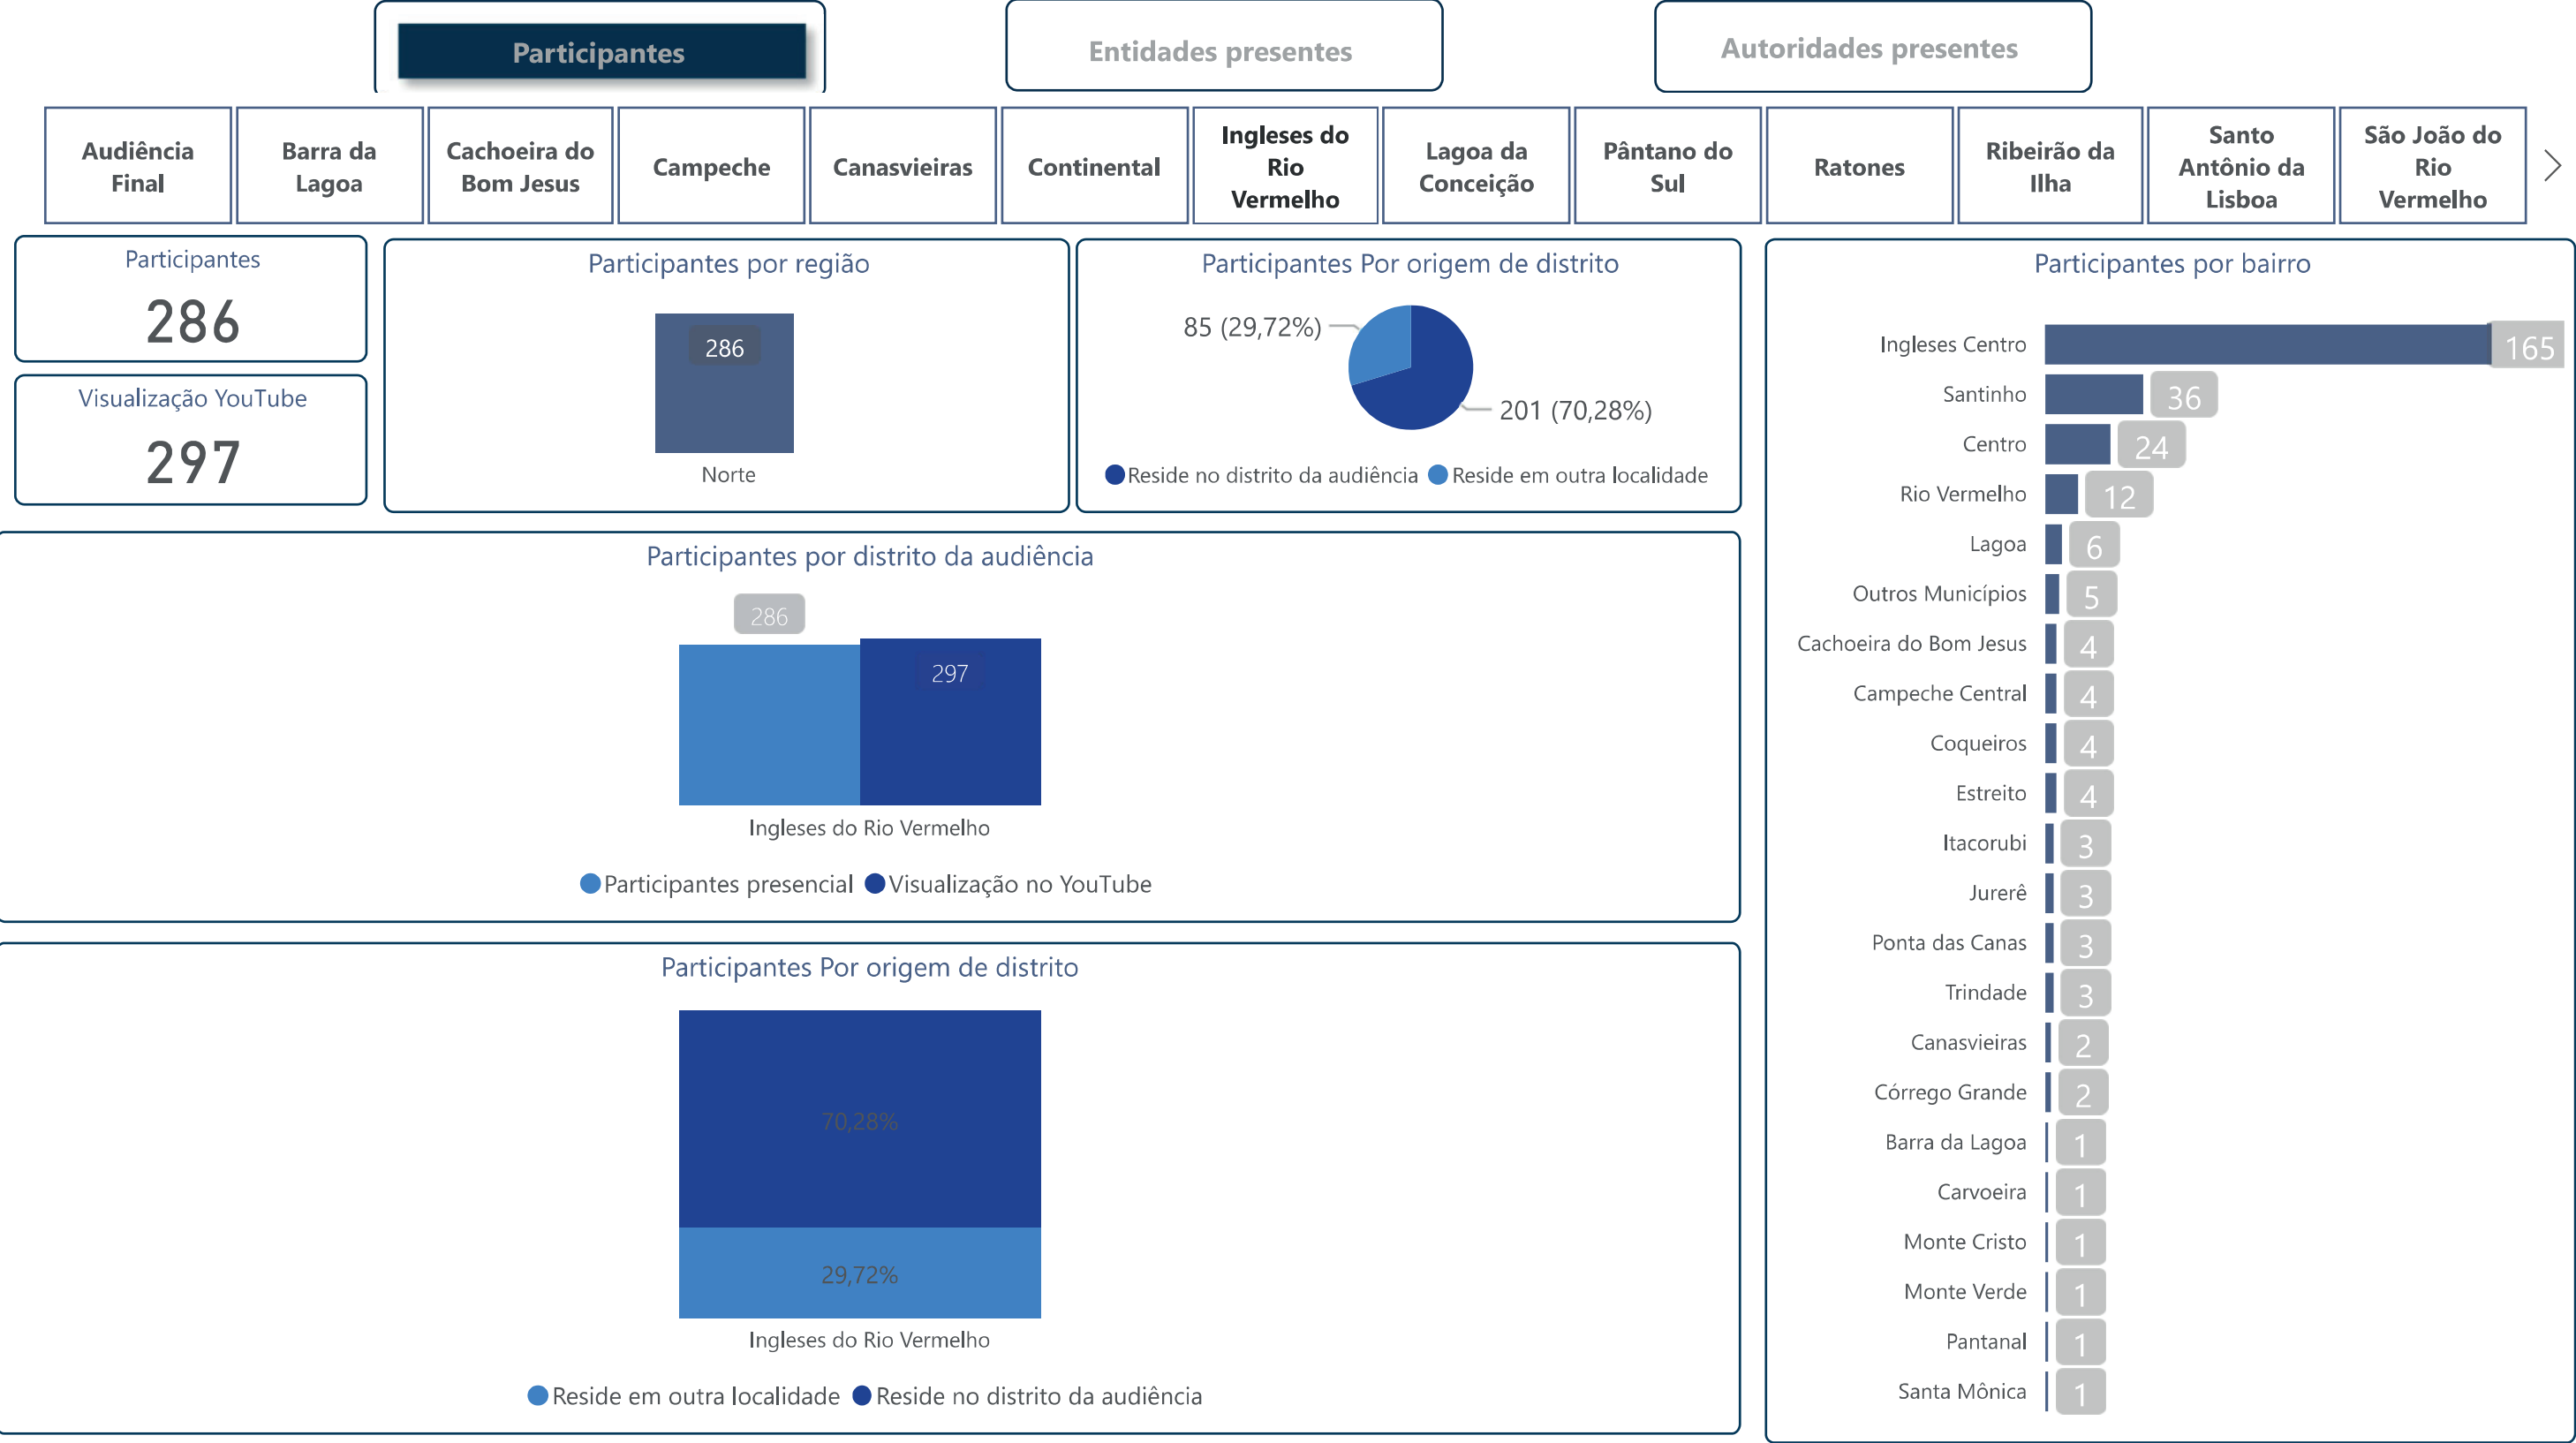 Participantes
Entidades presentes
Autoridades presentes
Audiência
Final
Barra da
Lagoa
Cachoeira do
Bom Jesus
Campeche
Canasvieiras
Continental
Ingleses do
Rio
Vermelho
Lagoa da
Conceição
Pântano do
Sul
Ratones
Ribeirão da
Ilha
Santo
Antônio da
Lisboa
São João do
Rio
Vermelho
Participantes
286
Visualização YouTube
297
Participantes por região
286
Norte
Participantes Por origem de distrito
85 (29,72%)
201 (70,28%)
Reside no distrito da audiência
Reside em outra localidade
Participantes por distrito da audiência
286
297
Ingleses do Rio Vermelho
Participantes presencial
Visualização no YouTube
Participantes Por origem de distrito
70,28%
29,72%
Ingleses do Rio Vermelho
Reside em outra localidade
Reside no distrito da audiência
Participantes por bairro
Ingleses Centro 165
Santinho 36
Centro 24
Rio Vermelho 12
Lagoa 6
Outros Municípios 5
Cachoeira do Bom Jesus 4
Campeche Central 4
Coqueiros 4
Estreito 4
Itacorubi 3
Jurerê 3
Ponta das Canas 3
Trindade 3
Canasvieiras 2
Córrego Grande 2
Barra da Lagoa 1
Carvoeira 1
Monte Cristo 1
Monte Verde 1
Pantanal 1
Santa Mônica 1